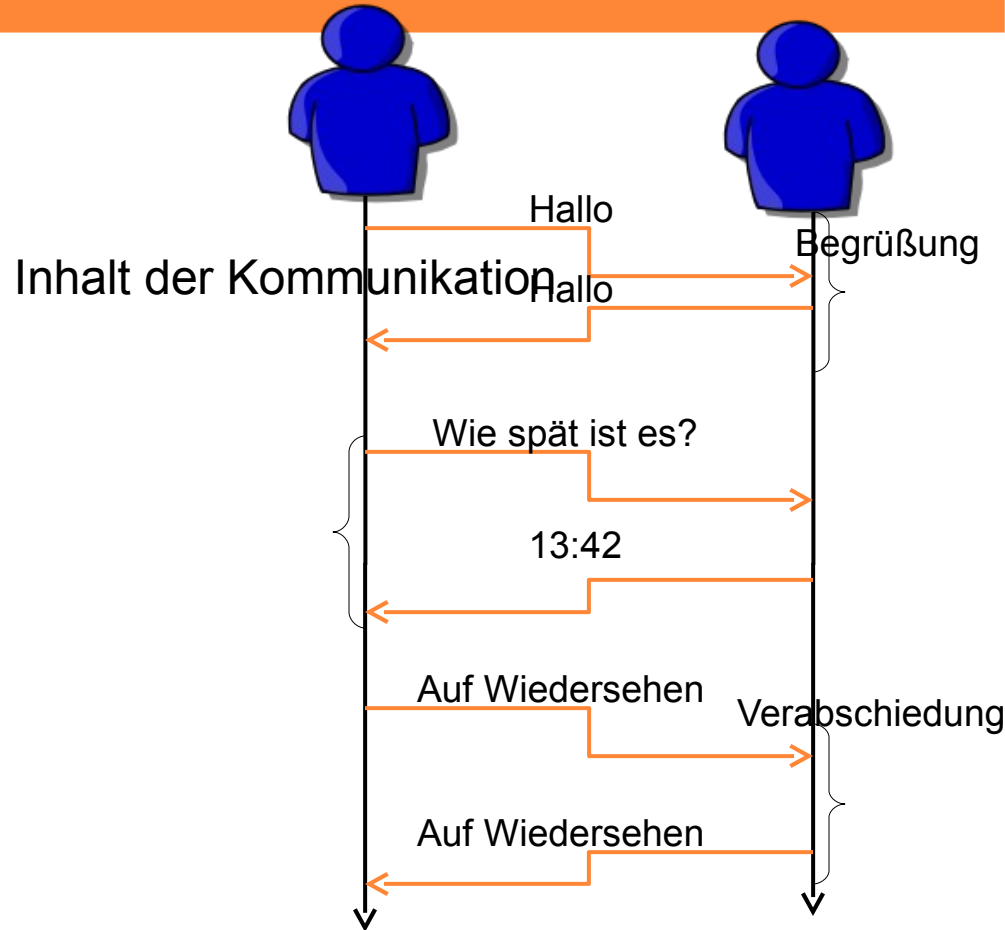 Hallo
Begrüßung
Inhalt der Kommunikation
Hallo
Wie spät ist es?
13:42
Auf Wiedersehen
Verabschiedung
Auf Wiedersehen